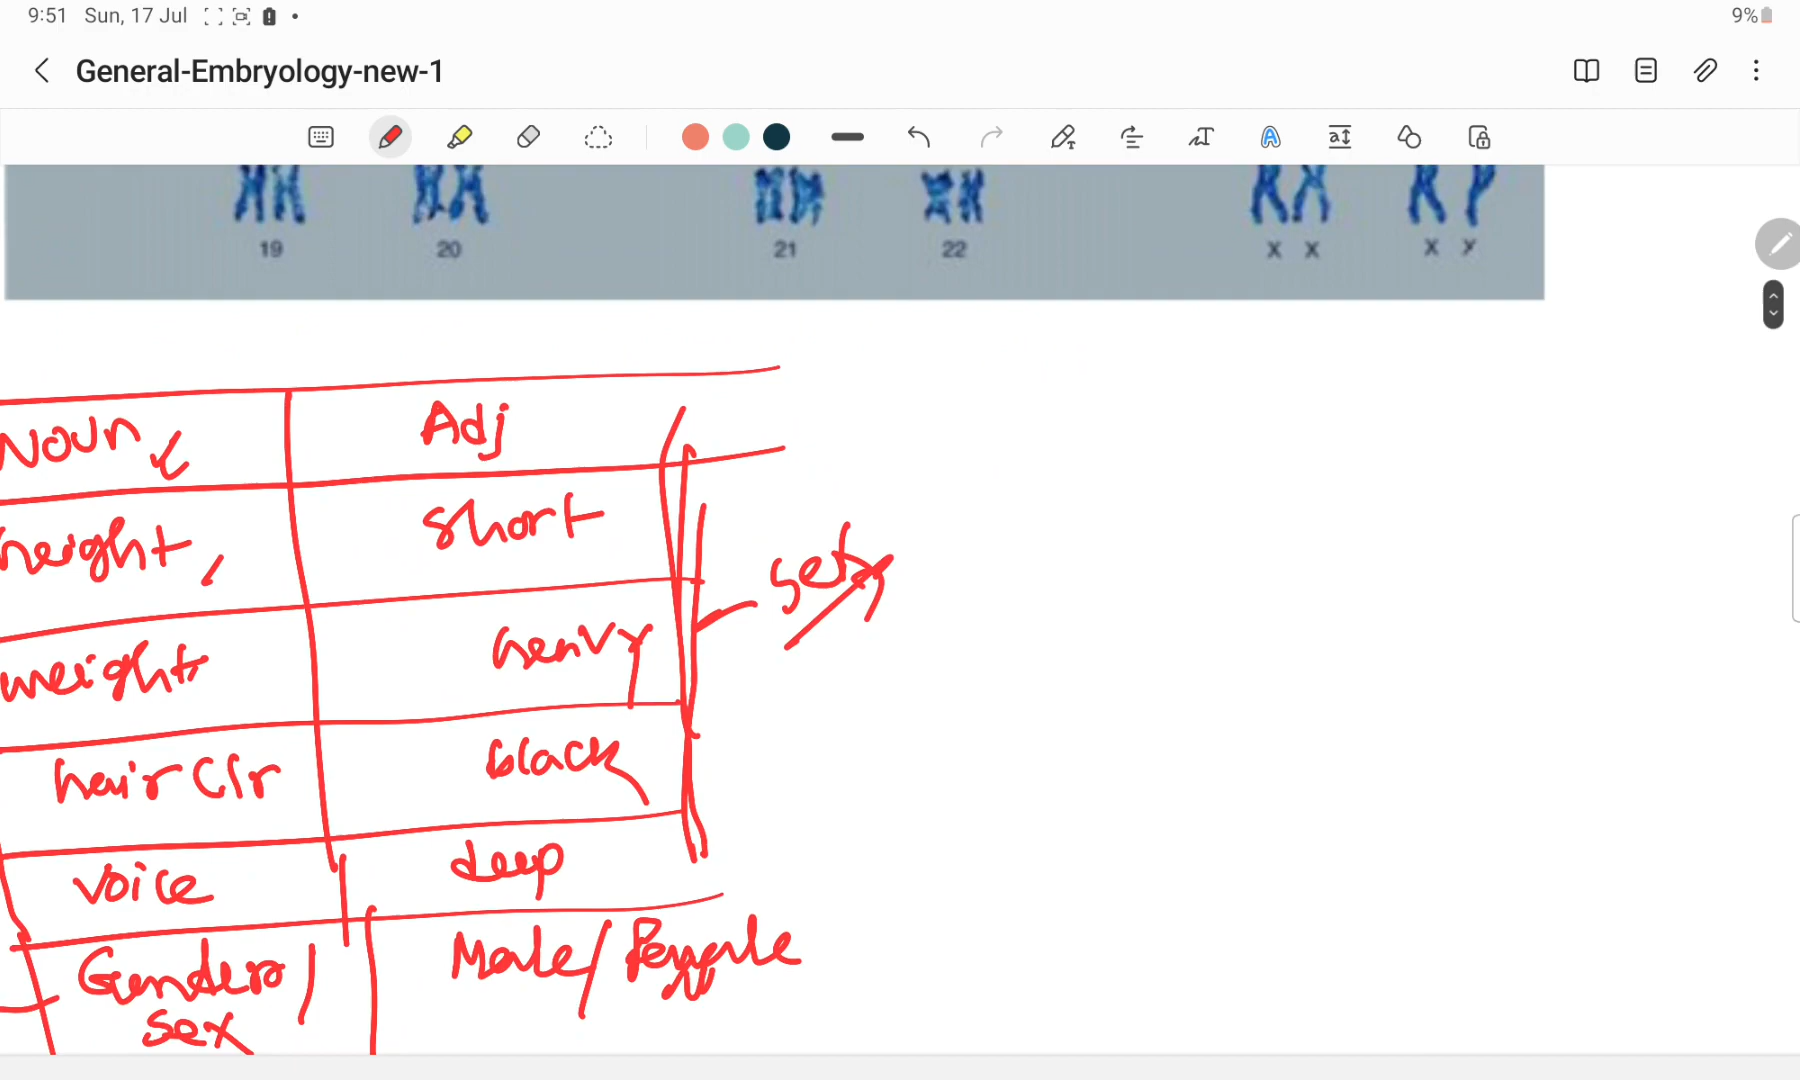 9:51 Sun, 17 Jul
9%
General-Embryology-new-1
19 20 21 22 X X X Y
Noun Adj
height, short
sets
weight heavy
hair Clr black
voice deep
Gender/ Male/Female
sex